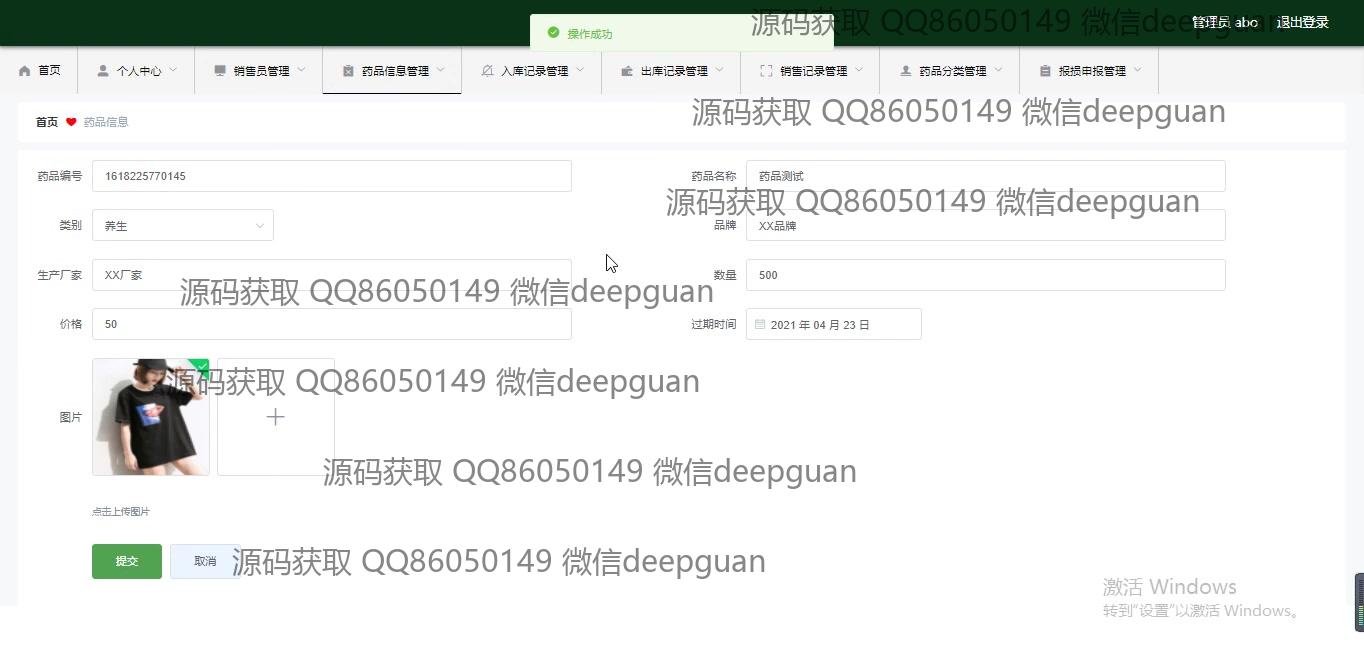 源码获取 QQ86050149 微信deepguan
管理员 abo
退出登录
操作成功
首页
个人中心
销售员管理
药品信息管理
入库记录管理
出库记录管理
销售记录管理
药品分类管理
报损申报管理
首页 药品信息
源码获取 QQ86050149 微信deepguan
药品编号 1618225770145
药品名称 药品测试
源码获取 QQ86050149 微信deepguan
类别 养生
品牌 XX品牌
生产厂家 XX厂家
数量 500
源码获取 QQ86050149 微信deepguan
价格 50
过期时间 2021 年 04 月 23 日
源码获取 QQ86050149 微信deepguan
图片
源码获取 QQ86050149 微信deepguan
点击上传图片
提交
取消
源码获取 QQ86050149 微信deepguan
激活 Windows
转到“设置”以激活 Windows。